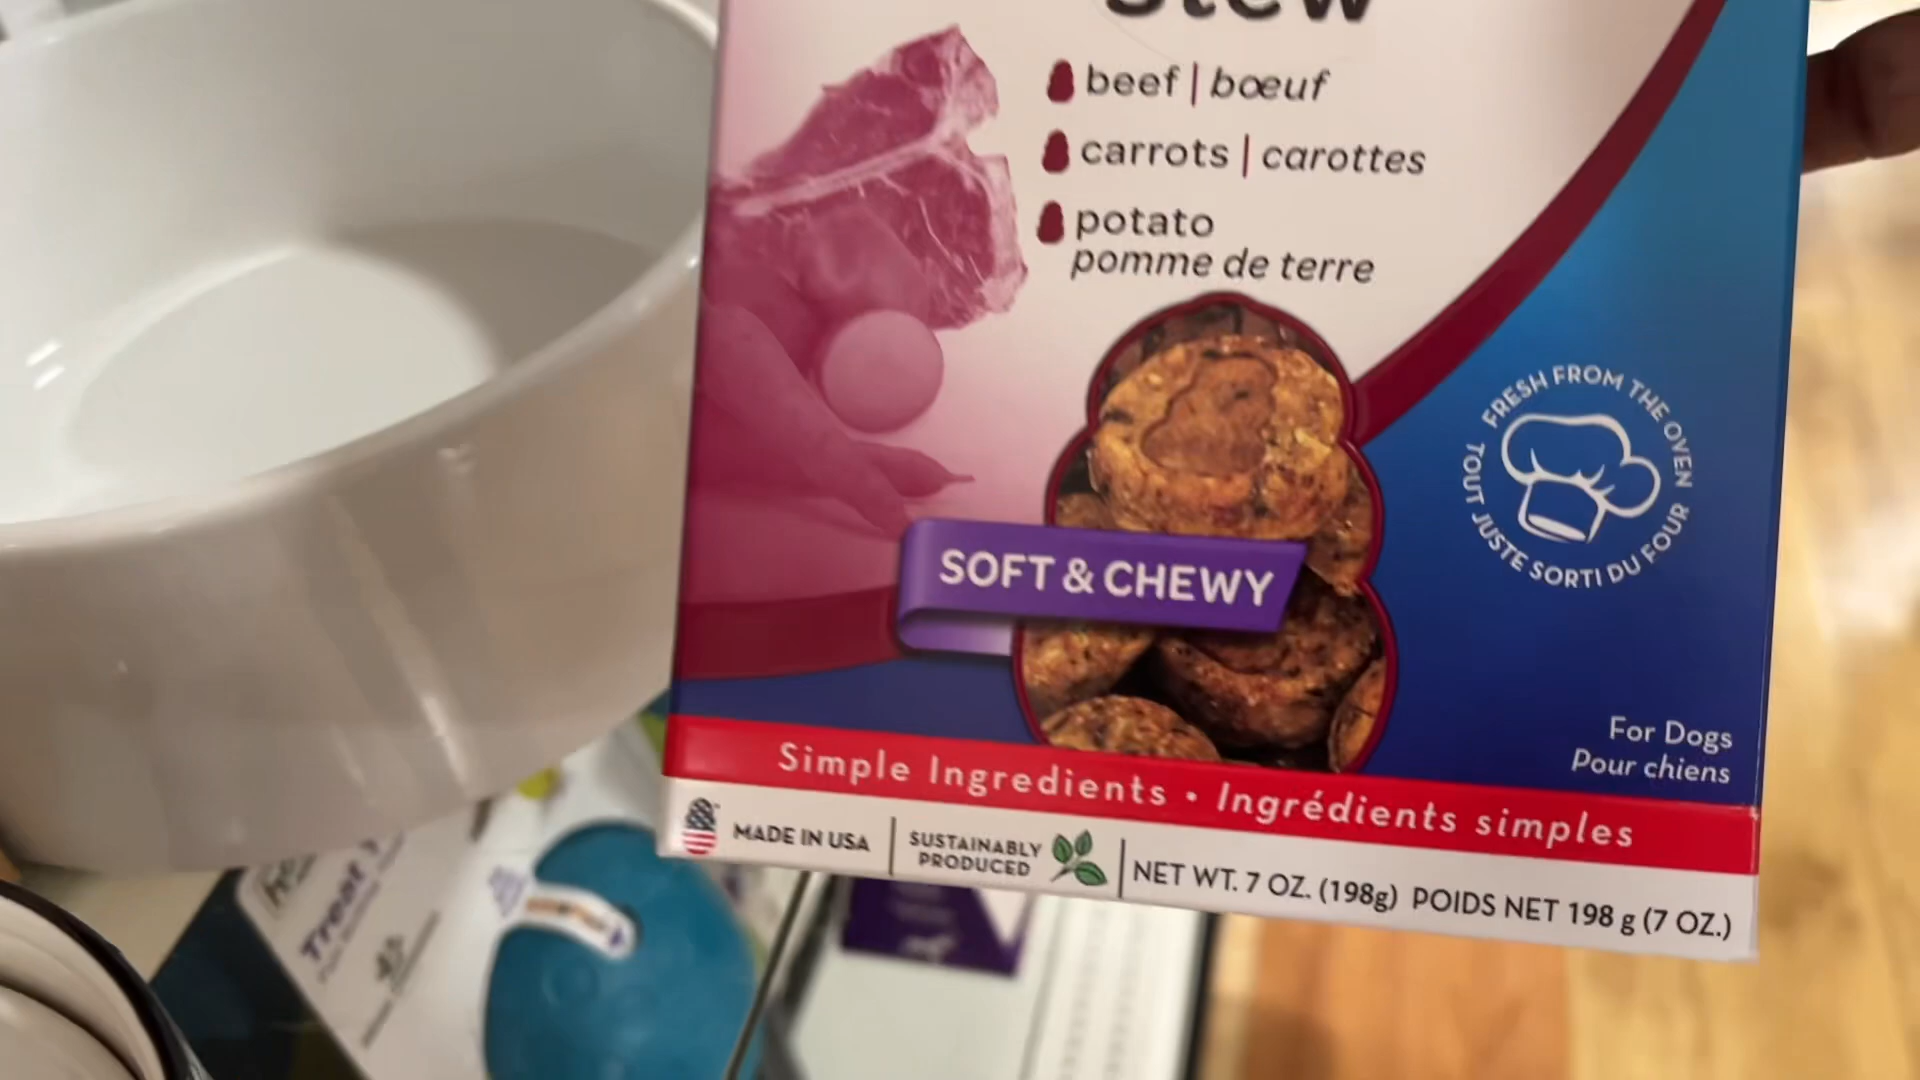 Stew
beef | bœuf
carrots | carottes
potato
pomme de terre
FRESH FROM THE OVEN
TOUT JUSTE SORTI DU FOUR
SOFT & CHEWY
For Dogs
Pour chiens
Simple Ingredients • Ingrédients simples
MADE IN USA
SUSTAINABLY
PRODUCED
NET WT. 7 OZ. (198g) POIDS NET 198 g (7 OZ.)
Treat